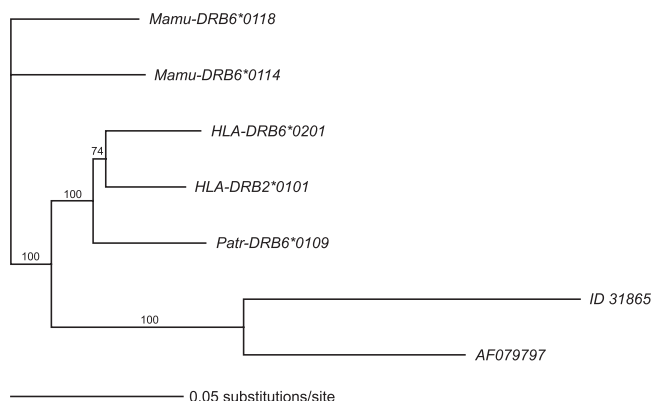 Mamu-DRB6*0118
Mamu-DRB6*0114
HLA-DRB6*0201
74
HLA-DRB2*0101
100
Patr-DRB6*0109
100
ID 31865
100
AF079797
0.05 substitutions/site